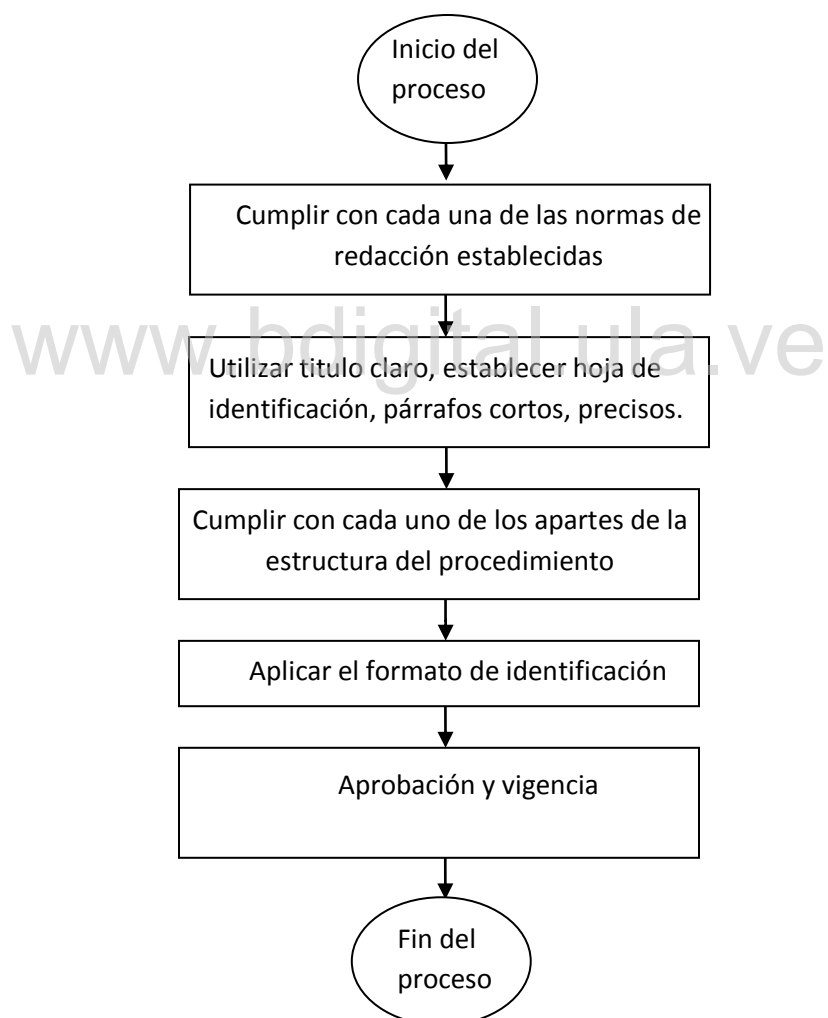 Inicio del
proceso
Cumplir con cada una de las normas de
redacción establecidas
www.bdigital.ula.ve
Utilizar titulo claro, establecer hoja de
identificación, párrafos cortos, precisos.
Cumplir con cada uno de los apartes de la
estructura del procedimiento
Aplicar el formato de identificación
Aprobación y vigencia
Fin del
proceso